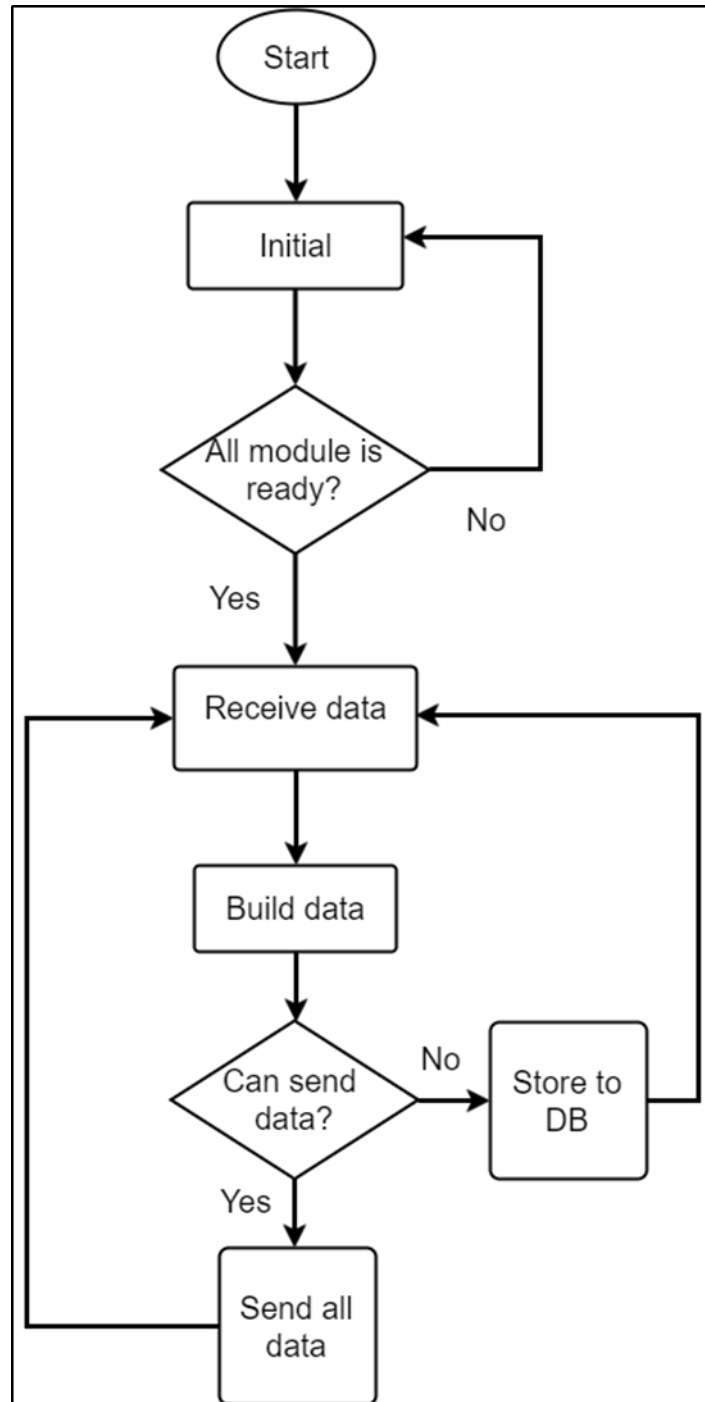 Start
Initial
All module is
ready?
No
Yes
Receive data
Build data
Can send
data?
No
Store to
DB
Yes
Send all
data